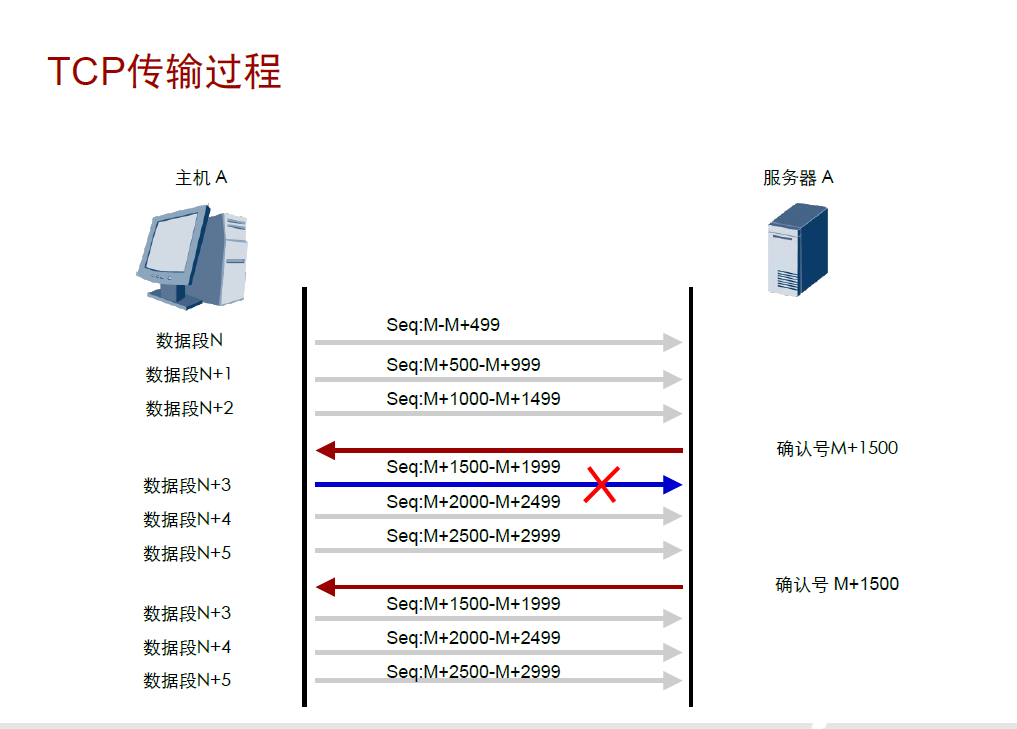 TCP传输过程
主机 A
服务器 A
Seq:M-M+499
数据段N
Seq:M+500-M+999
数据段N+1
Seq:M+1000-M+1499
数据段N+2
确认号M+1500
Seq:M+1500-M+1999
数据段N+3
Seq:M+2000-M+2499
数据段N+4
Seq:M+2500-M+2999
数据段N+5
确认号 M+1500
Seq:M+1500-M+1999
数据段N+3
Seq:M+2000-M+2499
数据段N+4
Seq:M+2500-M+2999
数据段N+5